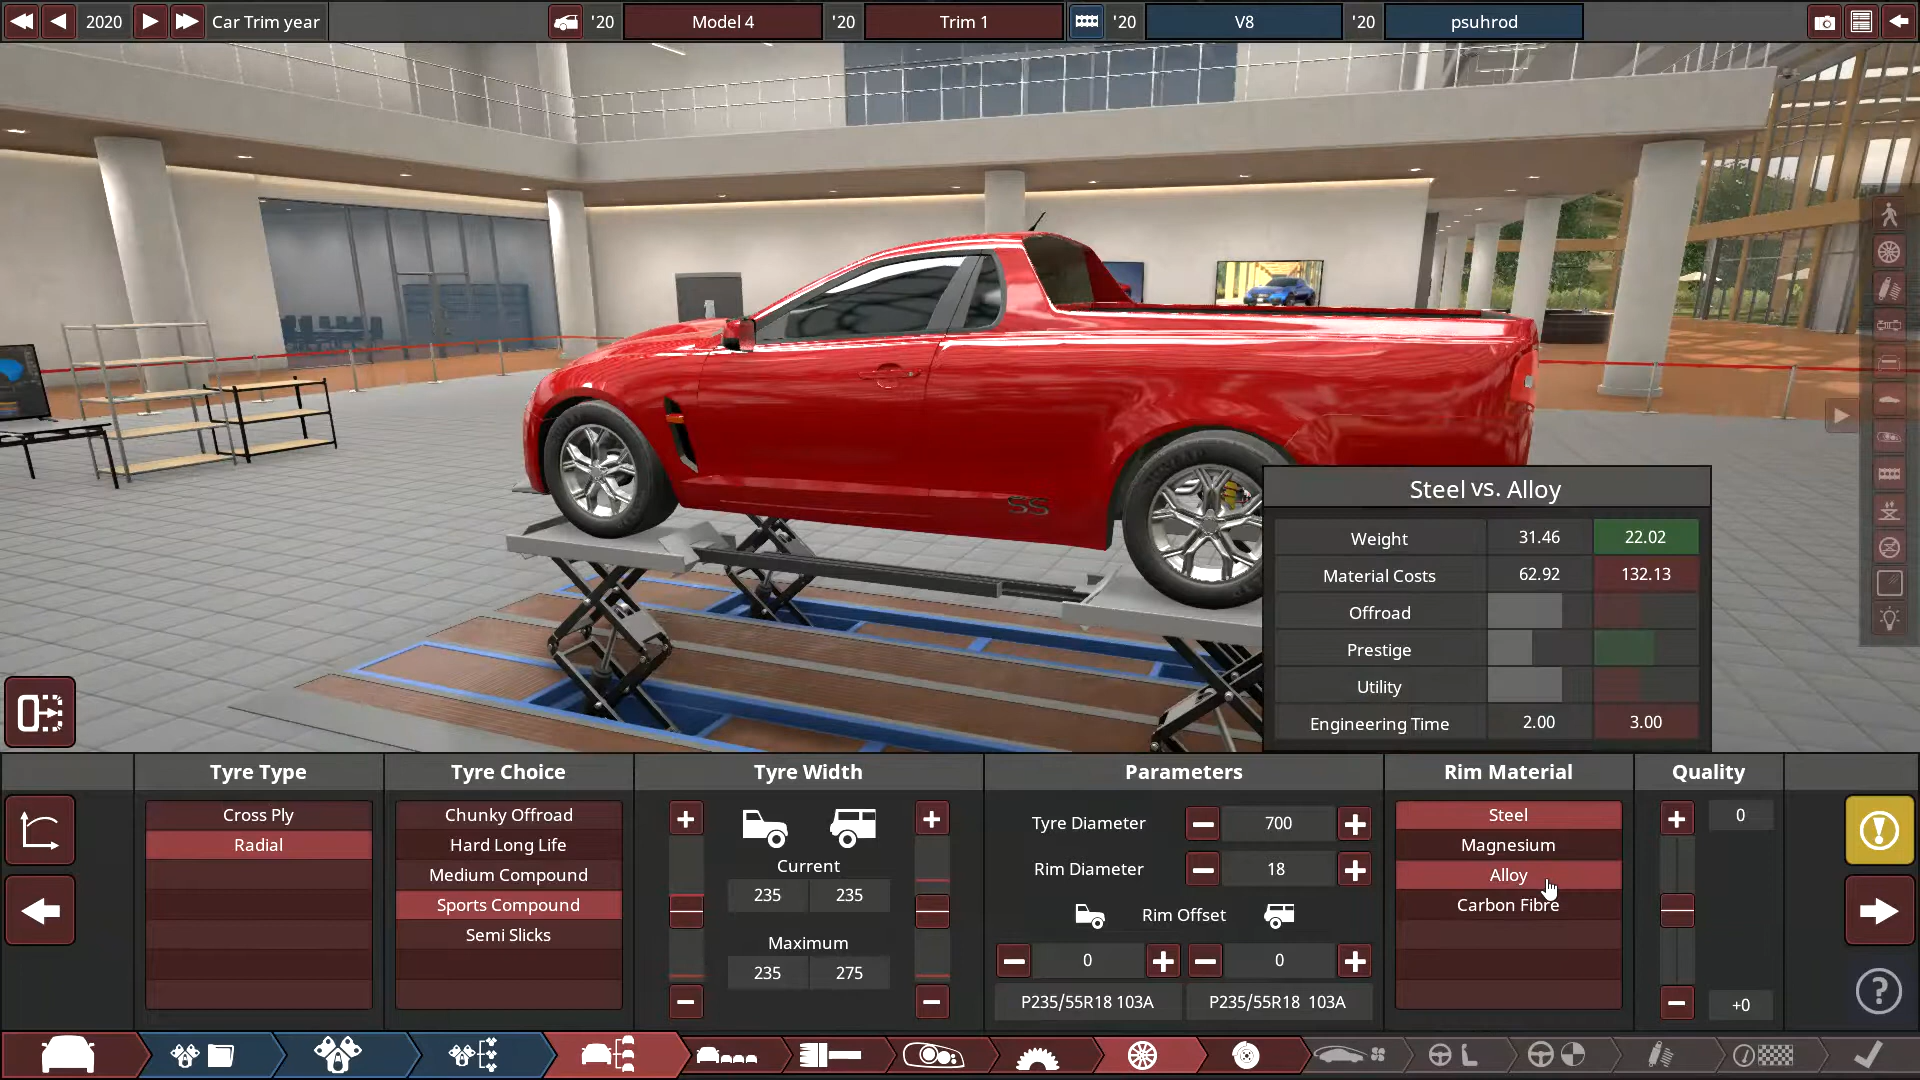 2020 Car Trim year '20 Model 4 '20 Trim 1 '20 V8 '20 psuhrod
SS
Steel vs. Alloy
Weight 31.46 22.02
Material Costs 62.92 132.13
Offroad
Prestige
Utility
Engineering Time 2.00 3.00
Tyre Type
Cross Ply
Radial
Tyre Choice
Chunky Offroad
Hard Long Life
Medium Compound
Sports Compound
Semi Slicks
Tyre Width
Current
235 235
Maximum
235 275
Parameters
Tyre Diameter 700
Rim Diameter 18
Rim Offset
0 0
P235/55R18 103A P235/55R18 103A
Rim Material
Steel
Magnesium
Alloy
Carbon Fibre
Quality
0
+0